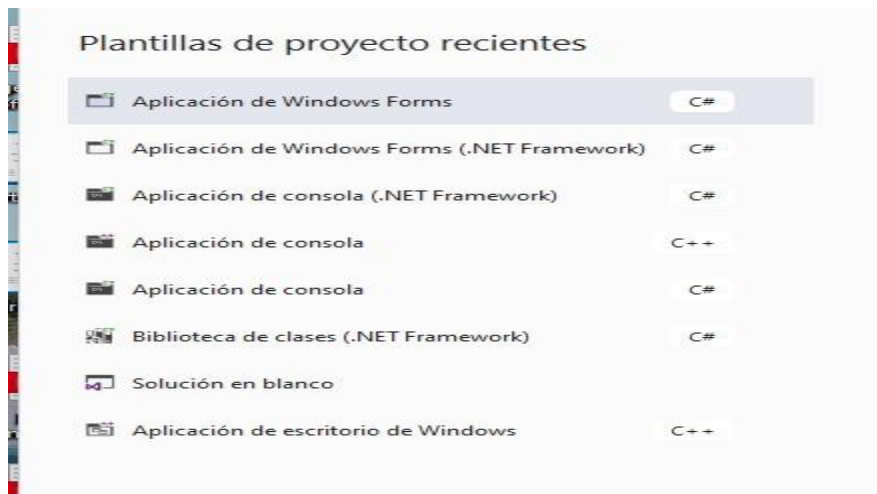 Plantillas de proyecto recientes
Aplicación de Windows Forms C#
Aplicación de Windows Forms (.NET Framework) C#
Aplicación de consola (.NET Framework) C#
Aplicación de consola C++
Aplicación de consola C#
Biblioteca de clases (.NET Framework) C#
Solución en blanco
Aplicación de escritorio de Windows C++